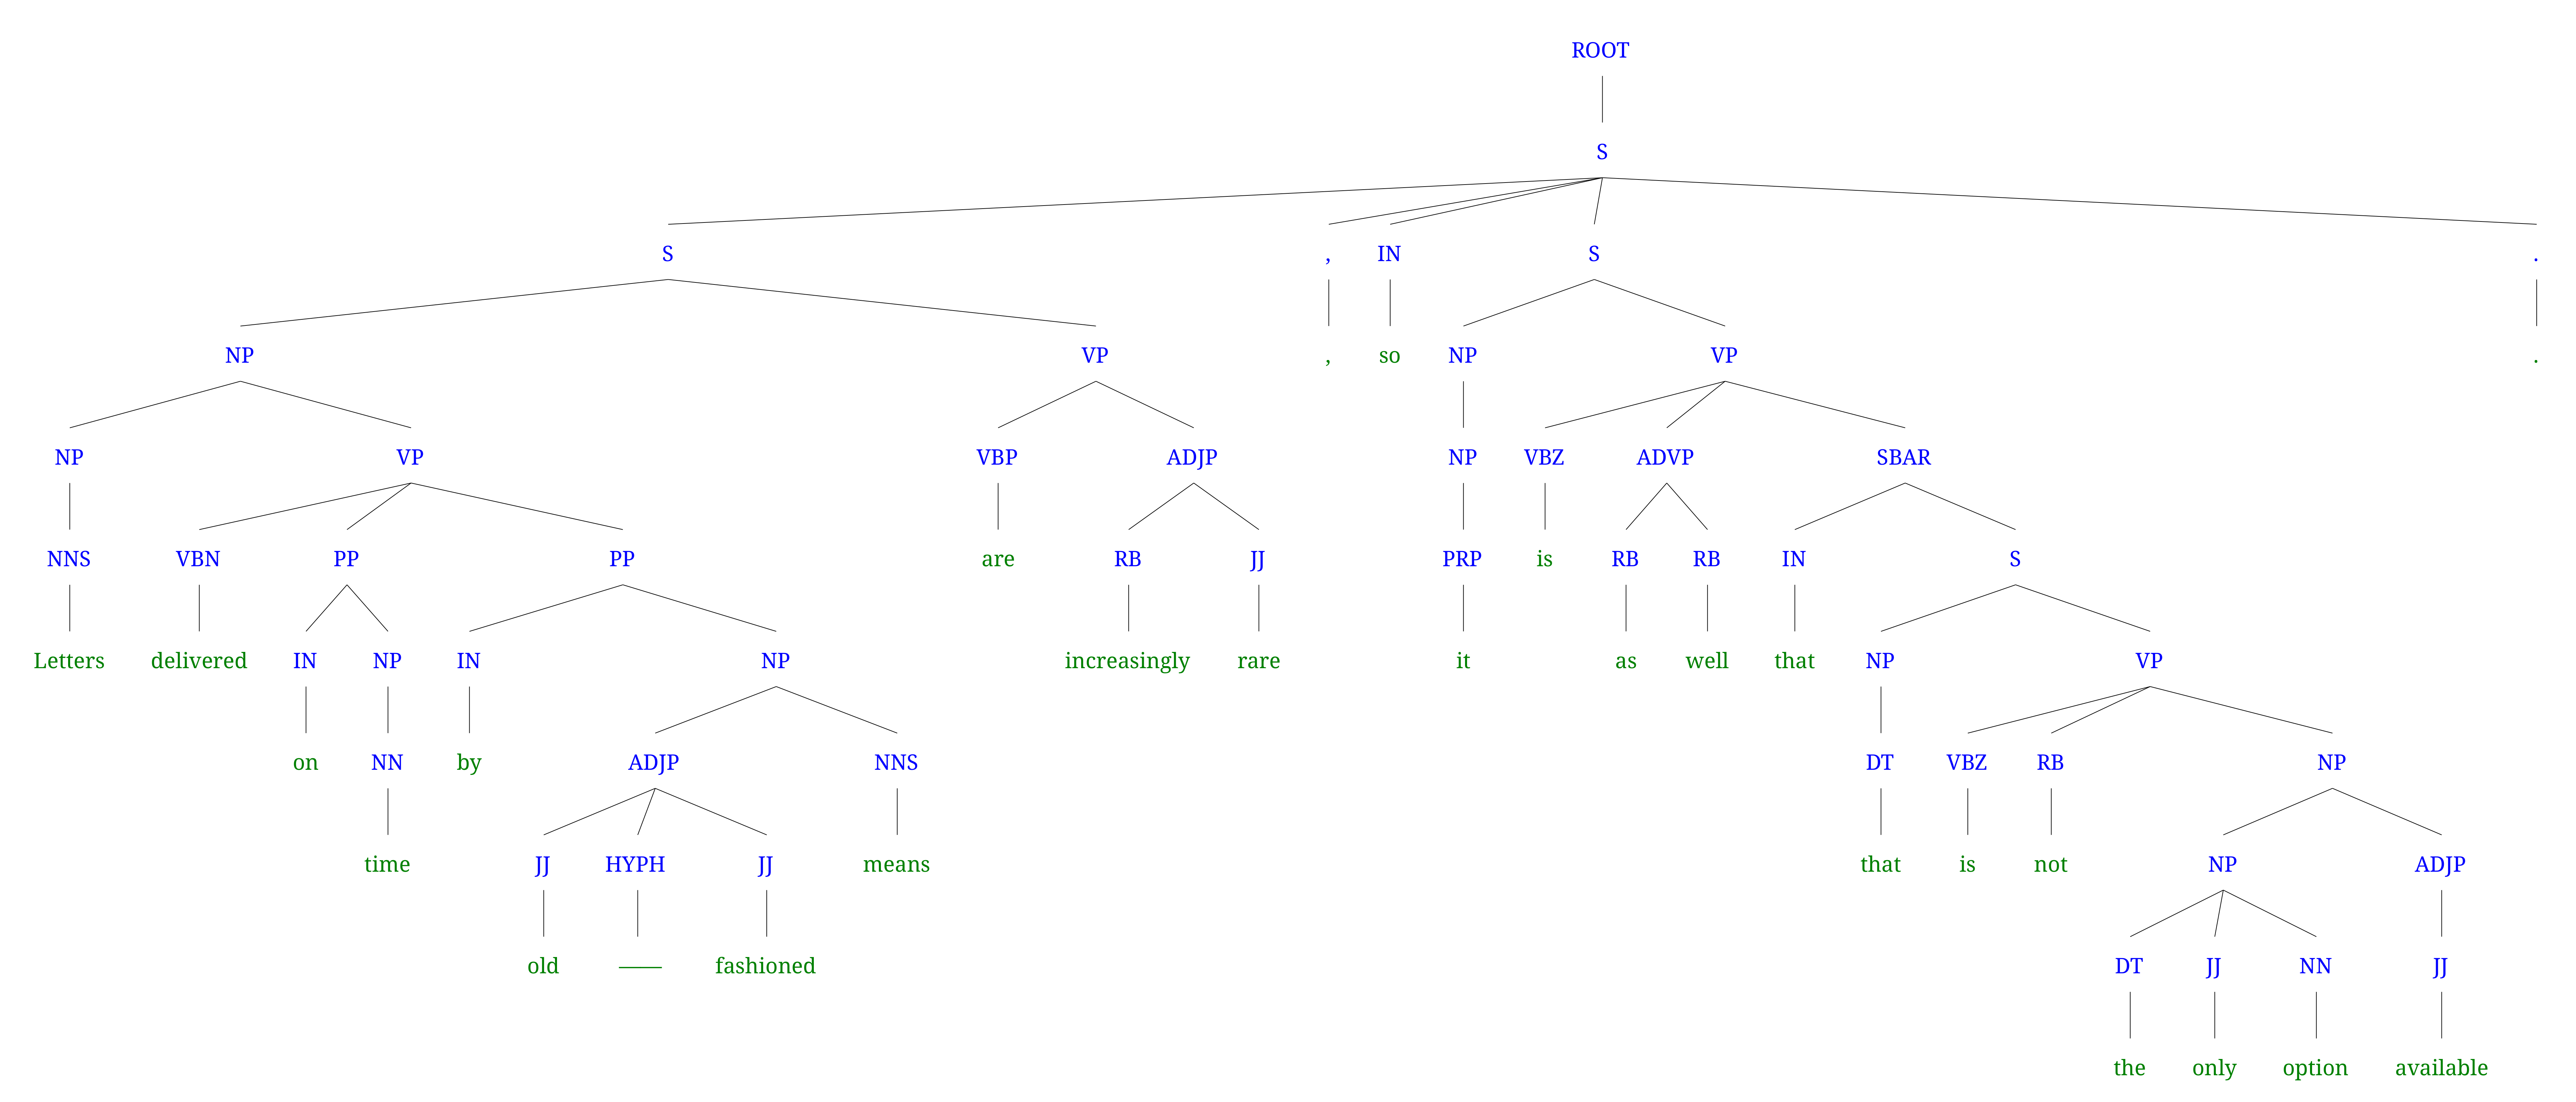 ROOT
S
S , IN S .
NP VP , so NP VP .
NP VP VBP ADJP NP VBZ ADVP SBAR
NNS VBN PP PP are RB JJ PRP is RB RB IN S
Letters delivered IN NP IN NP increasingly rare it as well that NP VP
on NN by ADJP NNS DT VBZ RB NP
time JJ HYPH JJ means that is not NP ADJP
old —— fashioned DT JJ NN JJ
the only option available